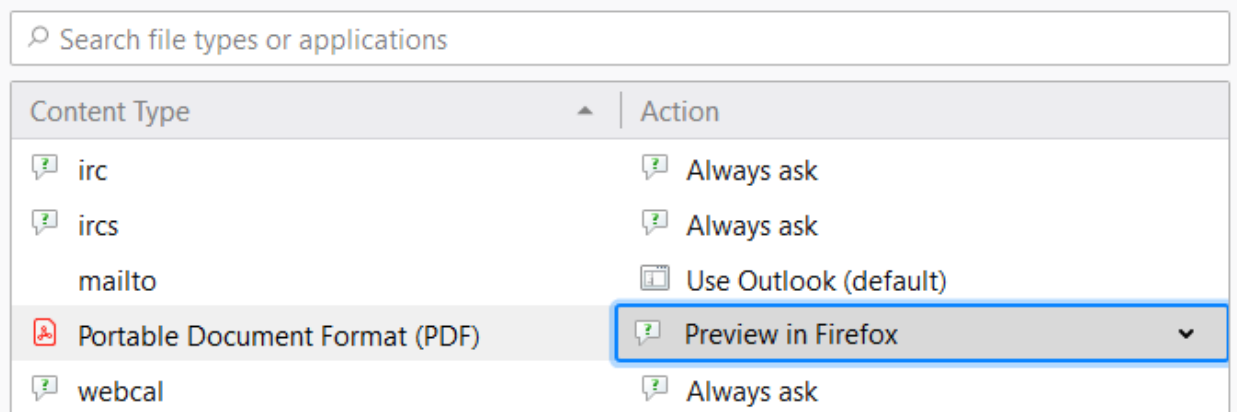 Search file types or applications
Content Type Action
irc Always ask
ircs Always ask
mailto Use Outlook (default)
Portable Document Format (PDF) Preview in Firefox
webcal Always ask